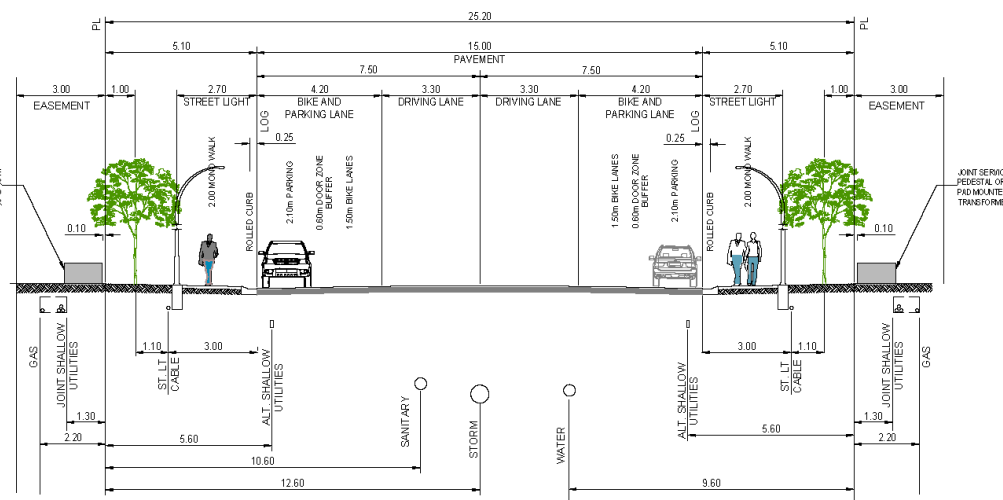 25.20
PL
PL
5.10
15.00
5.10
PAVEMENT
7.50
7.50
3.00
1.00
2.70
4.20
3.30
3.30
4.20
2.70
1.00
3.00
EASEMENT
STREET LIGHT
BIKE AND
PARKING LANE
DRIVING LANE
DRIVING LANE
BIKE AND
PARKING LANE
STREET LIGHT
EASEMENT
LOG
LOG
0.25
0.25
2.00 MONO WALK
ROLLED CURB
2.10m PARKING
0.60m DOOR ZONE
BUFFER
1.50m BIKE LANES
1.50m BIKE LANES
0.60m DOOR ZONE
BUFFER
2.10m PARKING
ROLLED CURB
2.00 MONO WALK
JOINT SERVIC
PEDESTAL OR
PAD MOUNTE
TRANSFORME
0.10
0.10
GAS
JOINT SHALLOW
UTILITIES
1.10
ST. LT
CABLE
3.00
ALT. SHALLOW
UTILITIES
SANITARY
STORM
WATER
ALT. SHALLOW
UTILITIES
3.00
ST. LT
CABLE
1.10
JOINT SHALLOW
UTILITIES
GAS
1.30
1.30
2.20
5.60
5.60
2.20
10.60
12.60
9.60